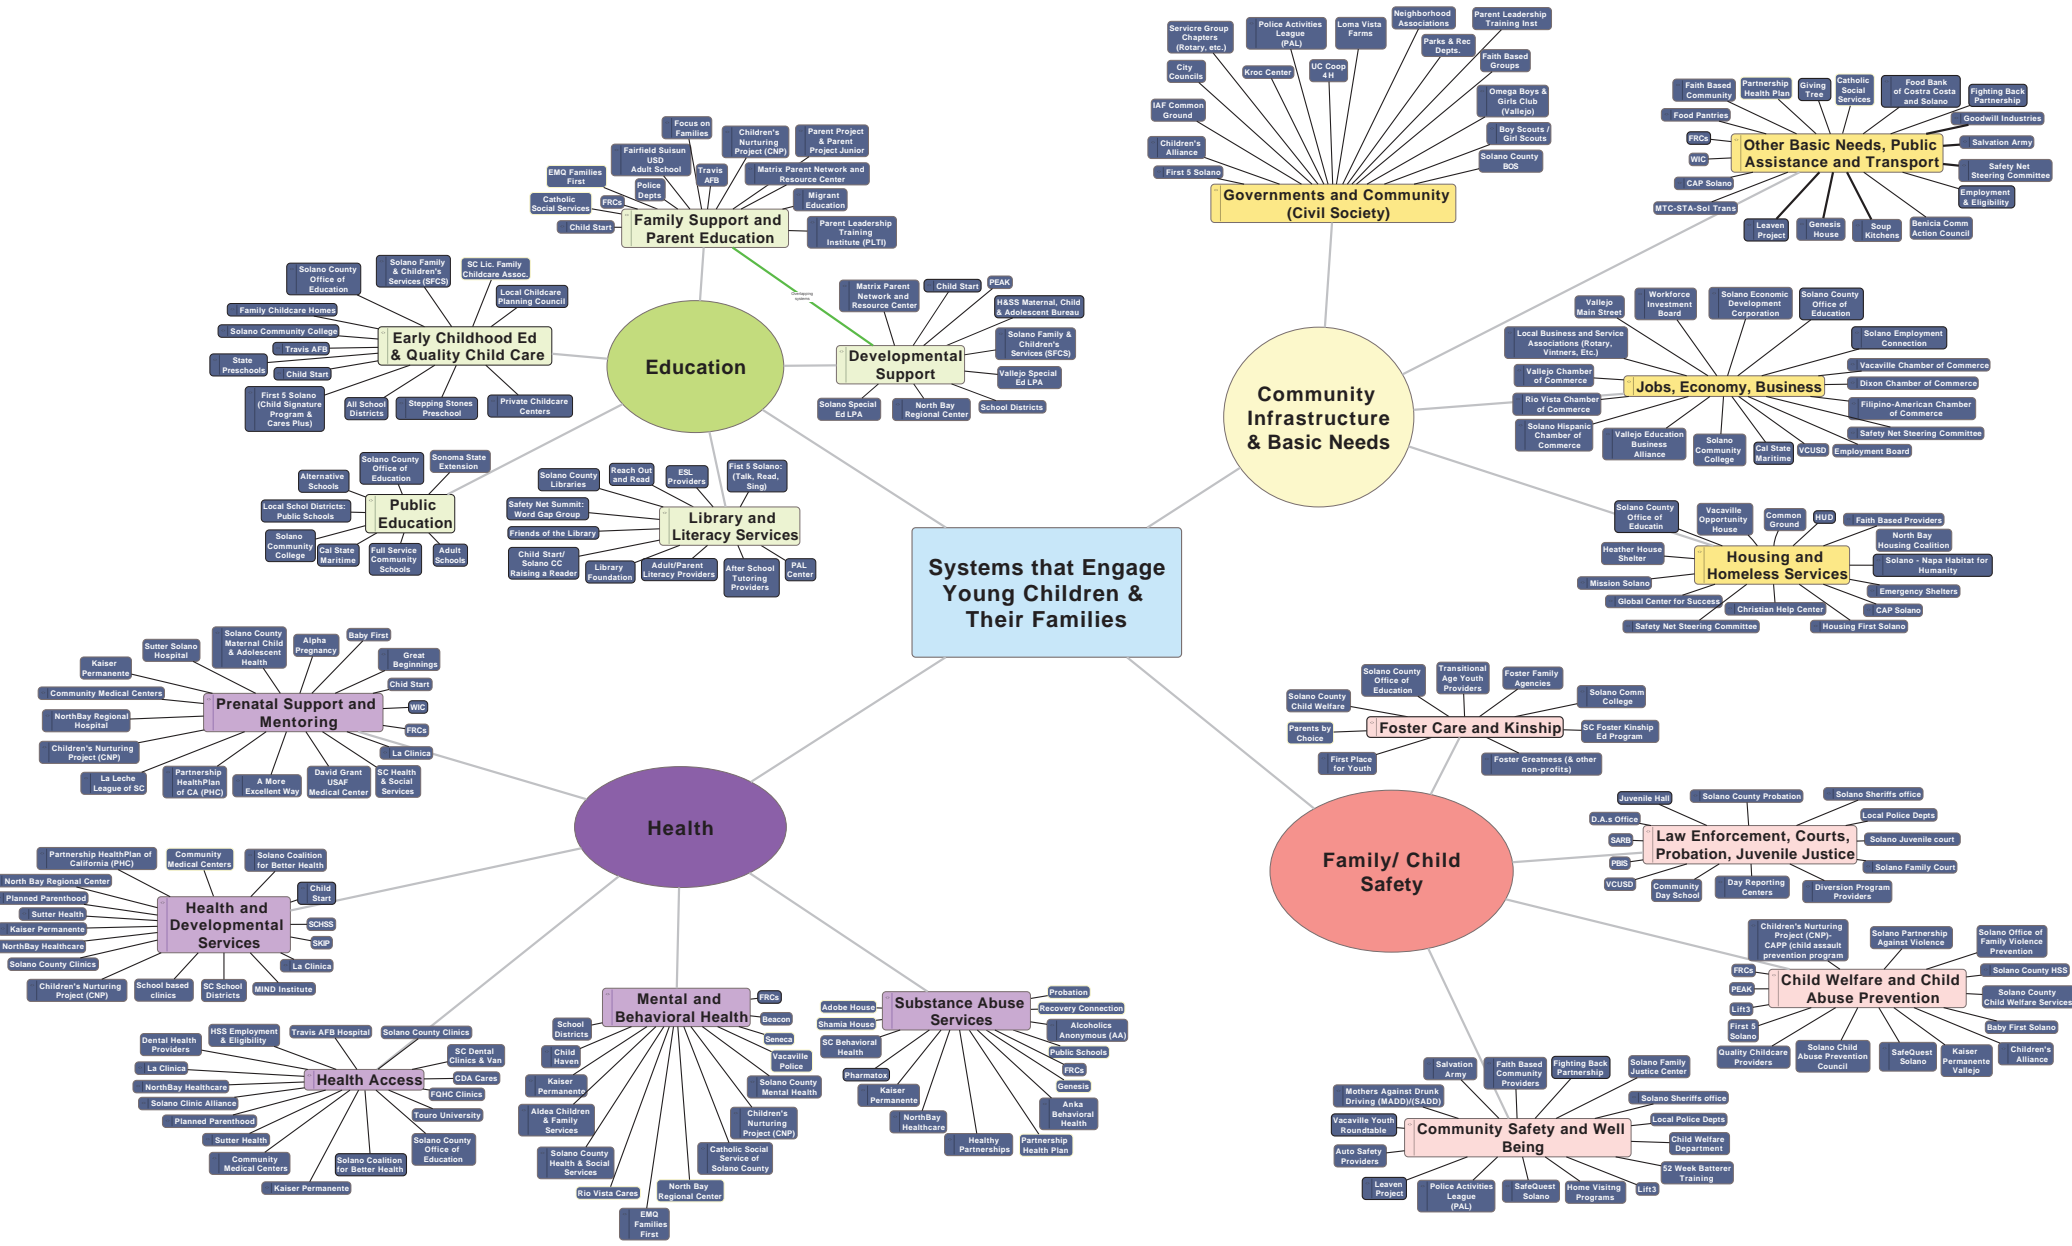 Systems that Engage
Young Children &
Their Families
Education
Family Support and
Parent Education
Focus on
Families
Children's
Nurturing
Project (CNP)
Parent Project
& Parent
Project Junior
Fairfield Suisun
USD
Adult School
Travis
AFB
Matrix Parent Network and
Resource Center
EMQ Families
First
Police
Depts
Migrant
Education
Catholic
Social Services
FRCs
Child Start
Parent Leadership
Training
Institute (PLTI)
Overlapping
systems
Early Childhood Ed
& Quality Child Care
Solano County
Office of
Education
Solano Family
& Children's
Services (SFCS)
SC Lic. Family
Childcare Assoc.
Local Childcare
Planning Council
Family Childcare Homes
Solano Community College
Travis AFB
State
Preschools
Child Start
First 5 Solano
(Child Signature
Program &
Cares Plus)
All School
Districts
Stepping Stones
Preschool
Private Childcare
Centers
Developmental
Support
Matrix Parent
Network and
Resource Center
Child Start
PEAK
H&SS Maternal, Child
& Adolescent Bureau
Solano Family &
Children's
Services (SFCS)
Vallejo Special
Ed LPA
Solano Special
Ed LPA
North Bay
Regional Center
School Districts
Public
Education
Alternative
Schools
Solano County
Office of
Education
Sonoma State
Extension
Local Schol Districts:
Public Schools
Solano
Community
College
Cal State
Maritime
Full Service
Community
Schools
Adult
Schools
Library and
Literacy Services
Solano County
Libraries
Reach Out
and Read
ESL
Providers
Fist 5 Solano:
(Talk, Read,
Sing)
Safety Net Summit:
Word Gap Group
Friends of the Library
Child Start/
Solano CC
Raising a Reader
Library
Foundation
Adult/Parent
Literacy Providers
After School
Tutoring
Providers
PAL
Center
Community
Infrastructure
& Basic Needs
Governments and Community
(Civil Society)
Servicre Group
Chapters
(Rotary, etc.)
Police Activities
League
(PAL)
Loma Vista
Farms
Neighborhood
Associations
Parent Leadership
Training Inst
Parks & Rec
Depts.
Faith Based
Groups
City
Councils
Kroc Center
UC Coop
4H
IAF Common
Ground
Omega Boys &
Girls Club
(Vallejo)
Children's
Alliance
Boy Scouts /
Girl Scouts
First 5 Solano
Solano County
BOS
Other Basic Needs, Public
Assistance and Transport
Faith Based
Community
Partnership
Health Plan
Giving
Tree
Catholic
Social
Services
Food Bank
of Costra Costa
and Solano
Fighting Back
Partnership
Food Pantries
Goodwill Industries
FRCs
Salvation Army
WIC
Safety Net
Steering Committee
CAP Solano
Employment
& Eligibility
MTC-STA-Sol Trans
Leaven
Project
Genesis
House
Soup
Kitchens
Benicia Comm
Action Council
Jobs, Economy, Business
Vallejo
Main Street
Workforce
Investment
Board
Solano Economic
Development
Corporation
Solano County
Office of
Education
Local Business and Service
Associations (Rotary,
Vintners, Etc.)
Solano Employment
Connection
Vallejo Chamber
of Commerce
Vacaville Chamber of Commerce
Dixon Chamber of Commerce
Rio Vista Chamber
of Commerce
Filipino-American Chamber
of Commerce
Solano Hispanic
Chamber of
Commerce
Vallejo Education
Business
Alliance
Solano
Community
College
Cal State
Maritime
VCUSD
Employment Board
Safety Net Steering Committee
Housing and
Homeless Services
Solano County
Office of
Educatin
Vacaville
Opportunity
House
Common
Ground
HUD
Faith Based Providers
North Bay
Housing Coalition
Heather House
Shelter
Solano - Napa Habitat for
Humanity
Mission Solano
Emergency Shelters
Global Center for Success
Christian Help Center
CAP Solano
Safety Net Steering Committee
Housing First Solano
Health
Prenatal Support and
Mentoring
Kaiser
Permanente
Sutter Solano
Hospital
Solano County
Maternal Child
& Adolescent
Health
Alpha
Pregnancy
Baby First
Great
Beginnings
Community Medical Centers
Chid Start
WIC
NorthBay Regional
Hospital
FRCs
Children's Nurturing
Project (CNP)
La Clinica
La Leche
League of SC
Partnership
HealthPlan
of CA (PHC)
A More
Excellent Way
David Grant
USAF
Medical Center
SC Health
& Social
Services
Health and
Developmental
Services
Partnership HealthPlan of
California (PHC)
Community
Medical Centers
Solano Coalition
for Better Health
North Bay Regional Center
Child
Start
Planned Parenthood
Sutter Health
SCHSS
Kaiser Permanente
SKIP
NorthBay Healthcare
Solano County Clinics
La Clinica
Children's Nurturing
Project (CNP)
School based
clinics
SC School
Districts
MIND Institute
Health Access
Dental Health
Providers
HSS Employment
& Eligibility
Travis AFB Hospital
Solano County Clinics
SC Dental
Clinics & Van
La Clinica
CDA Cares
NorthBay Healthcare
FQHC Clinics
Solano Clinic Alliance
Touro University
Planned Parenthood
Sutter Health
Solano County
Office of
Education
Community
Medical Centers
Solano Coalition
for Better Health
Kaiser Permanente
Mental and
Behavioral Health
FRCs
Beacon
School
Districts
Seneca
Child
Haven
Vacaville
Police
Kaiser
Permanente
Solano County
Mental Health
Aldea Children
& Family
Services
Children's
Nurturing
Project (CNP)
Solano County
Health & Social
Services
Catholic Social
Service of
Solano County
Rio Vista Cares
North Bay
Regional Center
EMQ
Families
First
Substance Abuse
Services
Adobe House
Probation
Recovery Connection
Shamia House
Alcoholics
Anonymous (AA)
SC Behavioral
Health
Public Schools
Pharmatox
FRCs
Genesis
Kaiser
Permanente
Anka
Behavioral
Health
NorthBay
Healthcare
Healthy
Partnerships
Partnership
Health Plan
Family/ Child
Safety
Foster Care and Kinship
Solano County
Child Welfare
Solano County
Office of
Education
Transitional
Age Youth
Providers
Foster Family
Agencies
Solano Comm
College
Parents by
Choice
SC Foster Kinship
Ed Program
First Place
for Youth
Foster Greatness (& other
non-profits)
Law Enforcement, Courts,
Probation, Juvenile Justice
Juvenile Hall
Solano County Probation
Solano Sheriffs office
D.A.s Office
Local Police Depts
SARB
Solano Juvenile court
PBIS
Solano Family Court
VCUSD
Community
Day School
Day Reporting
Centers
Diversion Program
Providers
Child Welfare and Child
Abuse Prevention
Children's Nurturing
Project (CNP)-
CAPP (child assault
prevention program
Solano Partnership
Against Violence
Solano Office of
Family Violence
Prevention
FRCs
Solano County HSS
PEAK
Solano County
Child Welfare Services
Lift3
First 5
Solano
Baby First Solano
Quality Childcare
Providers
Solano Child
Abuse Prevention
Council
SafeQuest
Solano
Kaiser
Permanente
Vallejo
Children's
Alliance
Community Safety and Well
Being
Salvation
Army
Faith Based
Community
Providers
Fighting Back
Partnership
Solano Family
Justice Center
Mothers Against Drunk
Driving (MADD)/(SADD)
Solano Sheriffs office
Vacaville Youth
Roundtable
Local Police Depts
Auto Safety
Providers
Child Welfare
Department
52 Week Batterer
Training
Leaven
Project
Police Activities
League
(PAL)
SafeQuest
Solano
Home Visitng
Programs
Lift3